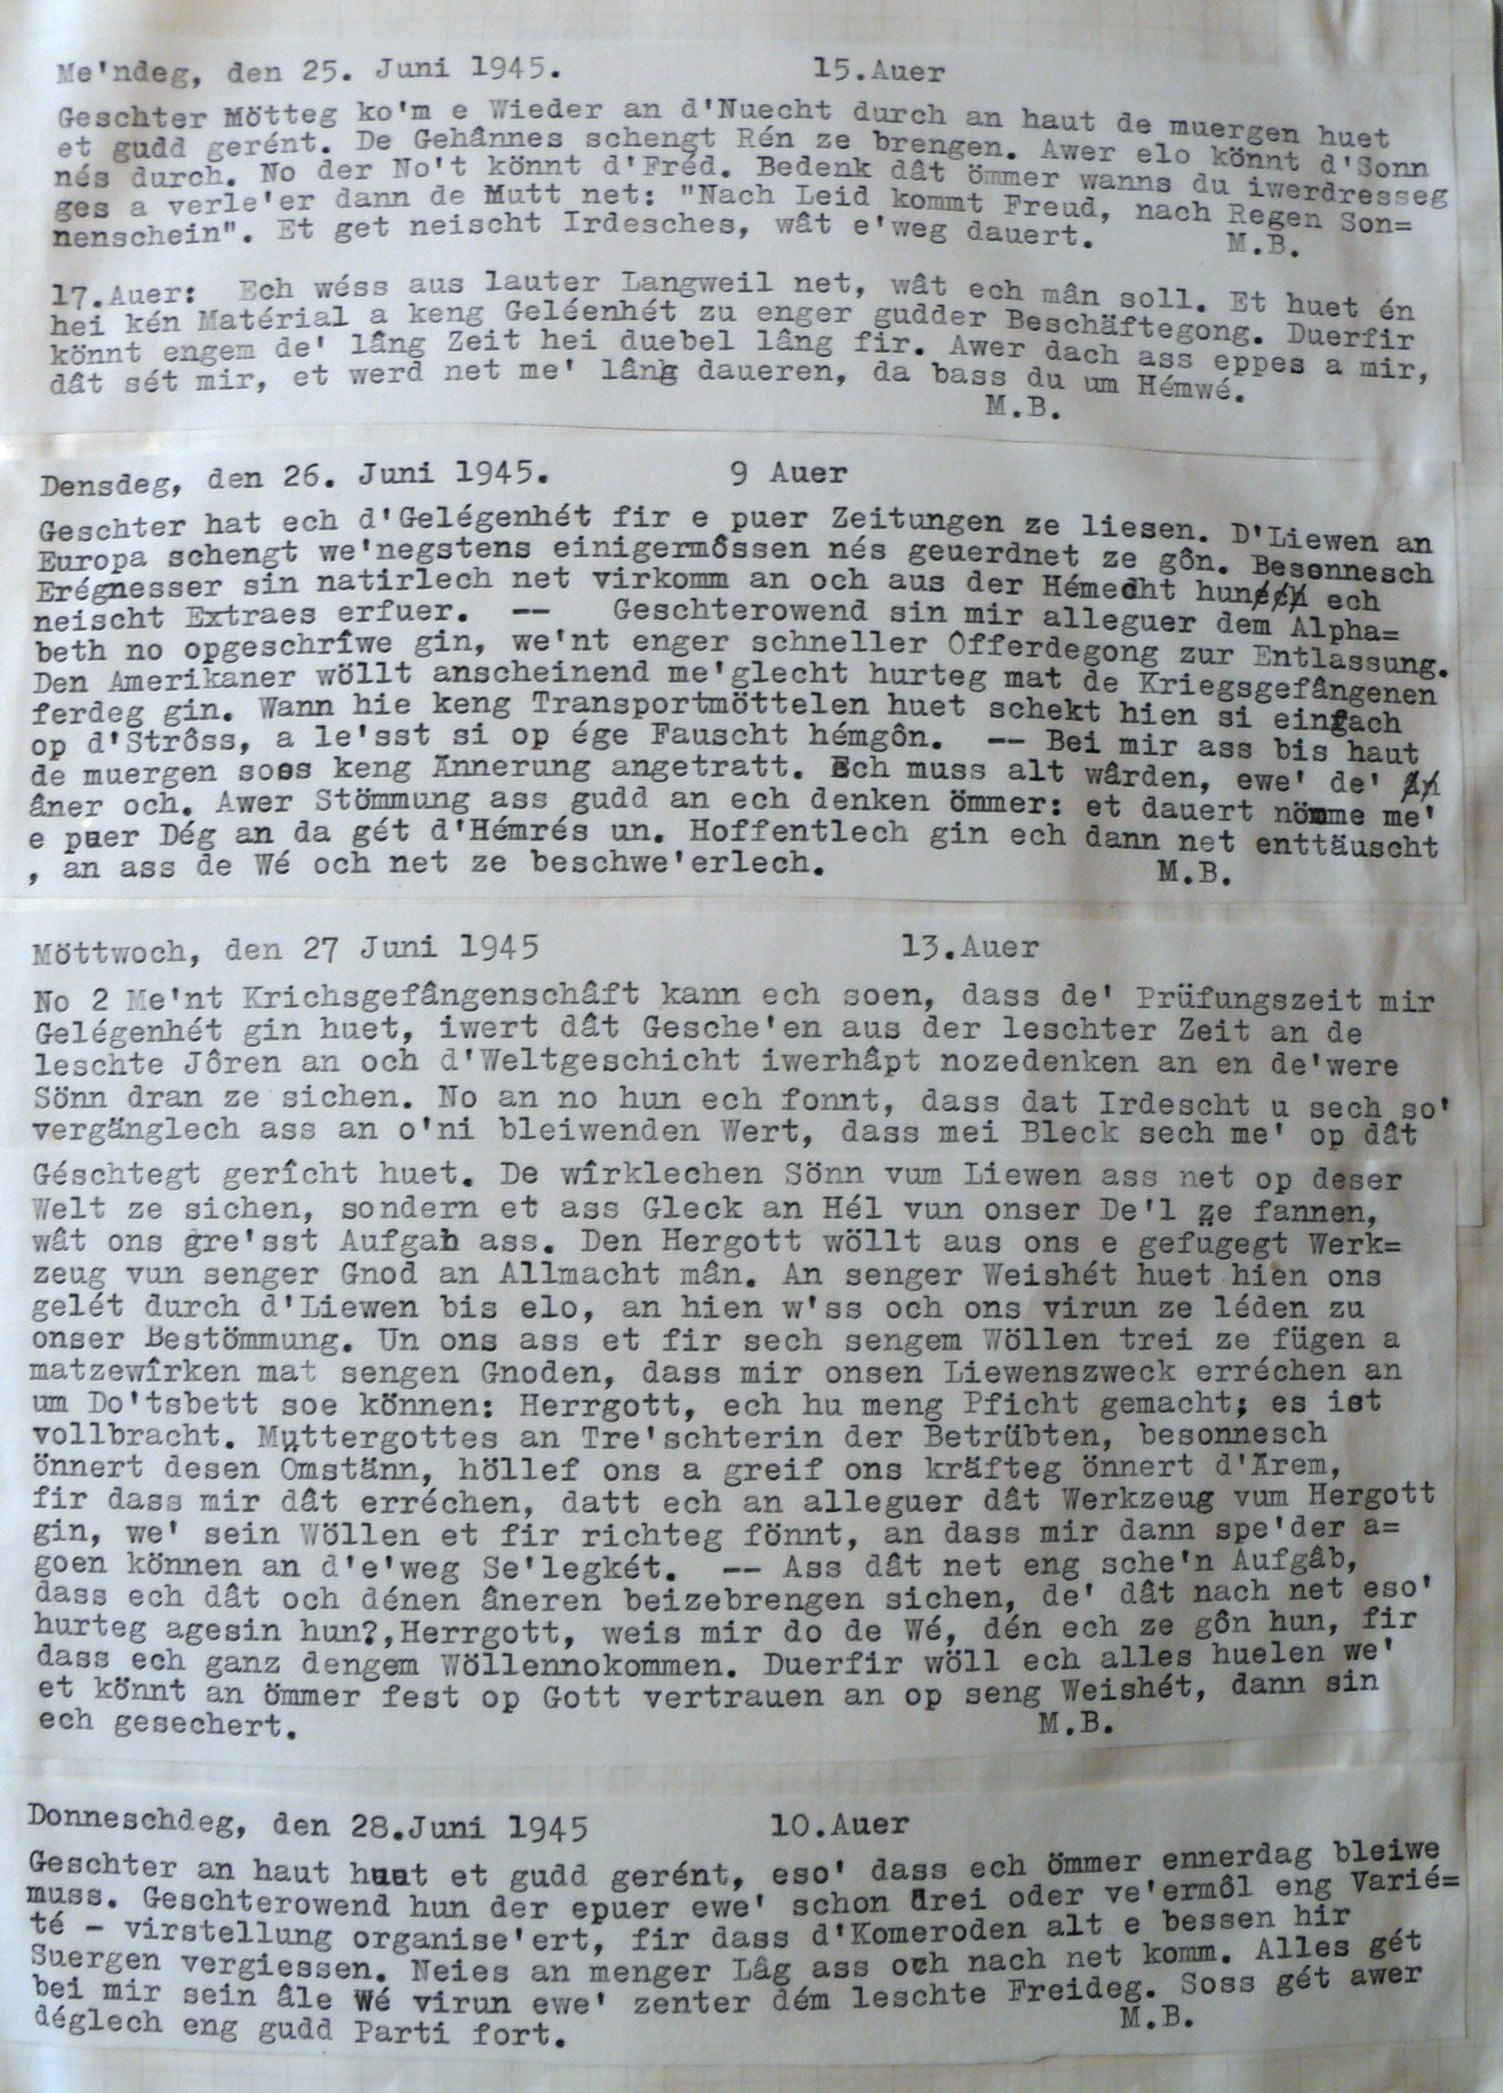 Me'ndeg, den 25. Juni 1945. 15.Auer
Geschter Mötteg ko'm e Wieder an d'Nuecht durch an haut de muergen huet
et gudd gerént. De Gehânnes schengt Rén ze brengen. Awer elo könnt d'Sonn
nés durch. No der No't könnt d'Fréd. Bedenk dât ömmer wanns du iwerdresseg
ges a verle'er dann de Mutt net: "Nach Leid kommt Freud, nach Regen Son=
nenschein". Et get neischt Irdesches, wât e'weg dauert. M.B.
17.Auer: Ech wéss aus lauter Langweil net, wât ech mân soll. Et huet én
hei kén Matérial a keng Geléenhét zu enger gudder Beschäftegong. Duerfir
könnt engem de' lâng Zeit hei duebel lâng fir. Awer dach ass eppes a mir,
dât sét mir, et werd net me' lâng daueren, da bass du um Hémwé.
M.B.
Densdeg, den 26. Juni 1945. 9 Auer
Geschter hat ech d'Gelégenhét fir e puer Zeitungen ze liesen. D'Liewen an
Europa schengt we'negstens einigermôssen nés geuerdnet ze gôn. Besonnesch
Erégnesser sin natirlech net virkomm an och aus der Hémecht hun ech
neischt Extraes erfuer. -- Geschterowend sin mir alleguer dem Alpha=
beth no opgeschrîwe gin, we'nt enger schneller Offerdegong zur Entlassung.
Den Amerikaner wöllt anscheinend me'glecht hurteg mat de Kriegsgefângenen
ferdeg gin. Wann hie keng Transportmöttelen huet schekt hien si einfach
op d'Strôss, a le'sst si op ége Fauscht hémgôn. -- Bei mir ass bis haut
de muergen soss keng Ännerung angetratt. Ech muss alt wârden, ewe' de'
âner och. Awer Stömmung ass gudd an ech denken ömmer: et dauert nömme me'
e puer Dég an da gét d'Hémrés un. Hoffentlech gin ech dann net enttäuscht
, an ass de Wé och net ze beschwe'erlech. M.B.
Möttwoch, den 27 Juni 1945 13.Auer
No 2 Me'nt Krichsgefângenschâft kann ech soen, dass de' Prüfungszeit mir
Gelégenhét gin huet, iwert dât Gesche'en aus der leschter Zeit an de
leschte Jôren an och d'Weltgeschicht iwerhâpt nozedenken an en de'were
Sönn dran ze sichen. No an no hun ech fonnt, dass dat Irdescht u sech so'
vergänglech ass an o'ni bleiwenden Wert, dass mei Bleck sech me' op dât
Géschtegt gerîcht huet. De wîrklechen Sönn vum Liewen ass net op deser
Welt ze sichen, sondern et ass Gleck an Hél vun onser De'l ze fannen,
wât ons gre'sst Aufgab ass. Den Hergott wöllt aus ons e gefugegt Werk=
zeug vun senger Gnod an Allmacht mân. An senger Weishét huet hien ons
gelét durch d'Liewen bis elo, an hien w'ss och ons virun ze léden zu
onser Bestömmung. Un ons ass et fir sech sengem Wöllen trei ze fügen a
matzewîrken mat sengen Gnoden, dass mir onsen Liewenszweck erréchen an
um Do'tsbett soe können: Herrgott, ech hu meng Pficht gemacht; es ist
vollbracht. Muttergottes an Tre'schterin der Betrübten, besonnesch
önnert desen Omstänn, höllef ons a greif ons kräfteg önnert d'Ärem,
fir dass mir dât erréchen, datt ech an alleguer dât Werkzeug vum Hergott
gin, we' sein Wöllen et fir richteg fönnt, an dass mir dann spe'der a=
goen können an d'e'weg Se'legkét. -- Ass dât net eng sche'n Aufgâb,
dass ech dât och dénen âneren beizebrengen sichen, de' dât nach net eso'
hurteg agesin hun?,Herrgott, weis mir do de Wé, dén ech ze gôn hun, fir
dass ech ganz dengem Wöllennokommen. Duerfir wöll ech alles huelen we'
et könnt an ömmer fest op Gott vertrauen an op seng Weishét, dann sin
ech gesechert. M.B.
Donneschdeg, den 28.Juni 1945 10.Auer
Geschter an haut huet et gudd gerént, eso' dass ech ömmer ennerdag bleiwe
muss. Geschterowend hun der epuer ewe' schon drei oder ve'ermôl eng Varié=
té - virstellung organise'ert, fir dass d'Komeroden alt e bessen hir
Suergen vergiessen. Neies an menger Lâg ass och nach net komm. Alles gét
bei mir sein âle Wé virun ewe' zenter dém leschte Freideg. Soss gét awer
déglech eng gudd Parti fort. M.B.